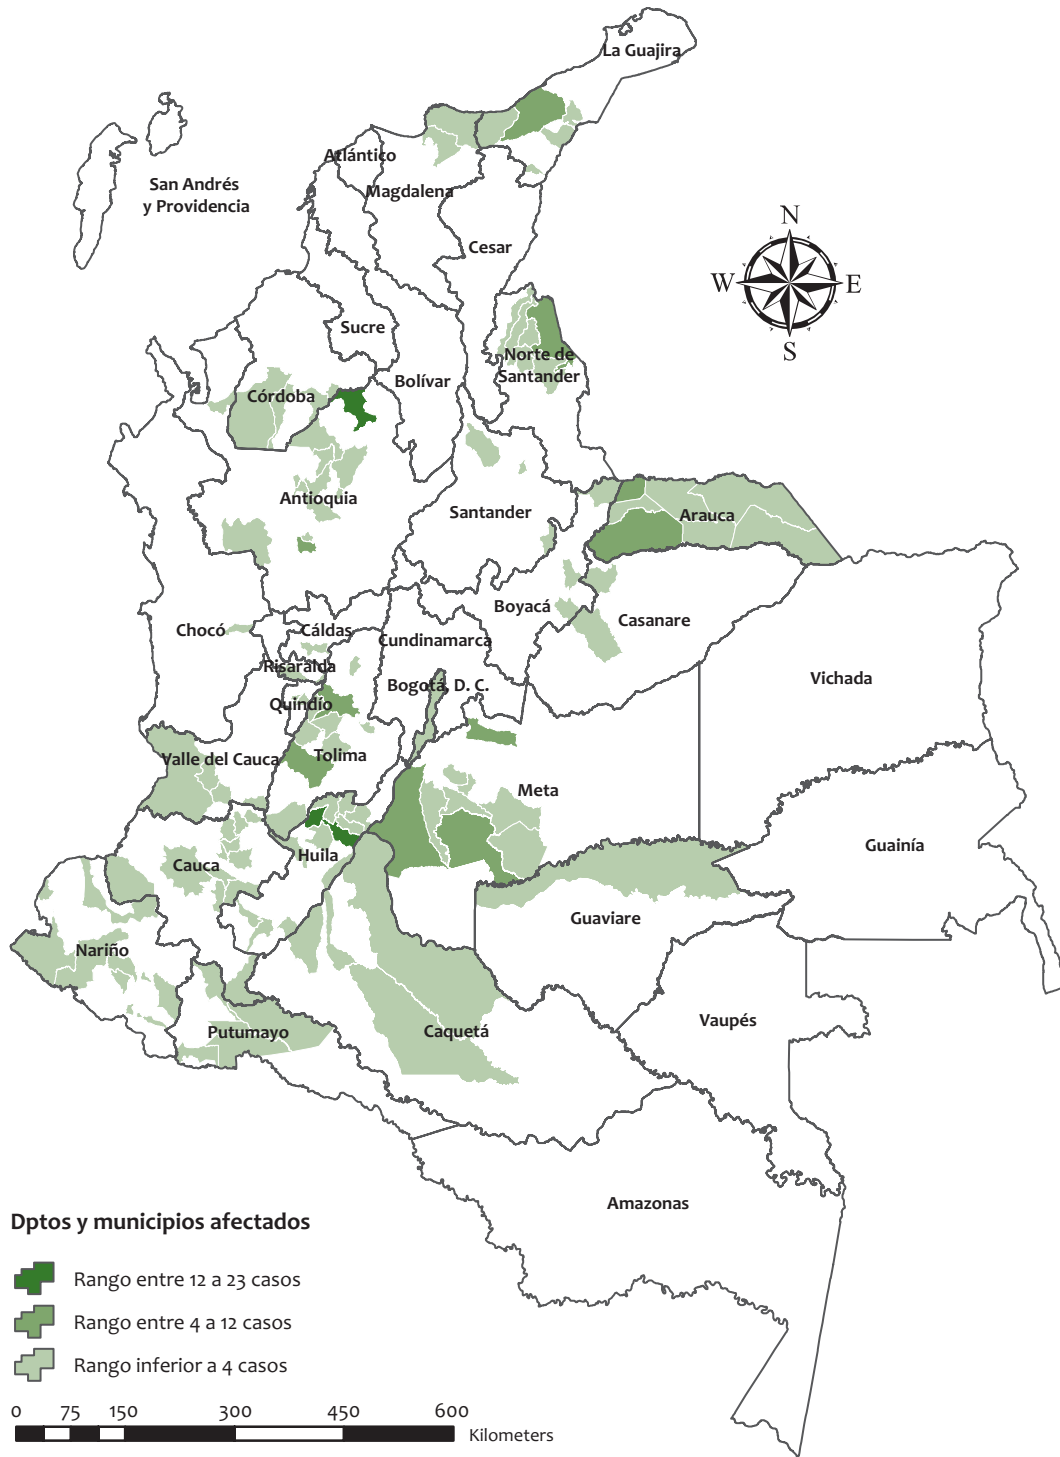 La Guajira
Atlántico
San Andrés
y Providencia
Magdalena
Cesar
N
W
E
S
Sucre
Norte de
Santander
Bolívar
Córdoba
Antioquia
Santander
Arauca
Boyacá
Casanare
Chocó
Cáldas
Cundinamarca
Risaralda
Bogotá, D. C.
Vichada
Quindío
Valle del Cauca
Tolima
Meta
Guainía
Huila
Cauca
Guaviare
Nariño
Vaupés
Putumayo
Caquetá
Amazonas
Dptos y municipios afectados
Rango entre 12 a 23 casos
Rango entre 4 a 12 casos
Rango inferior a 4 casos
0 75 150 300 450 600
Kilometers